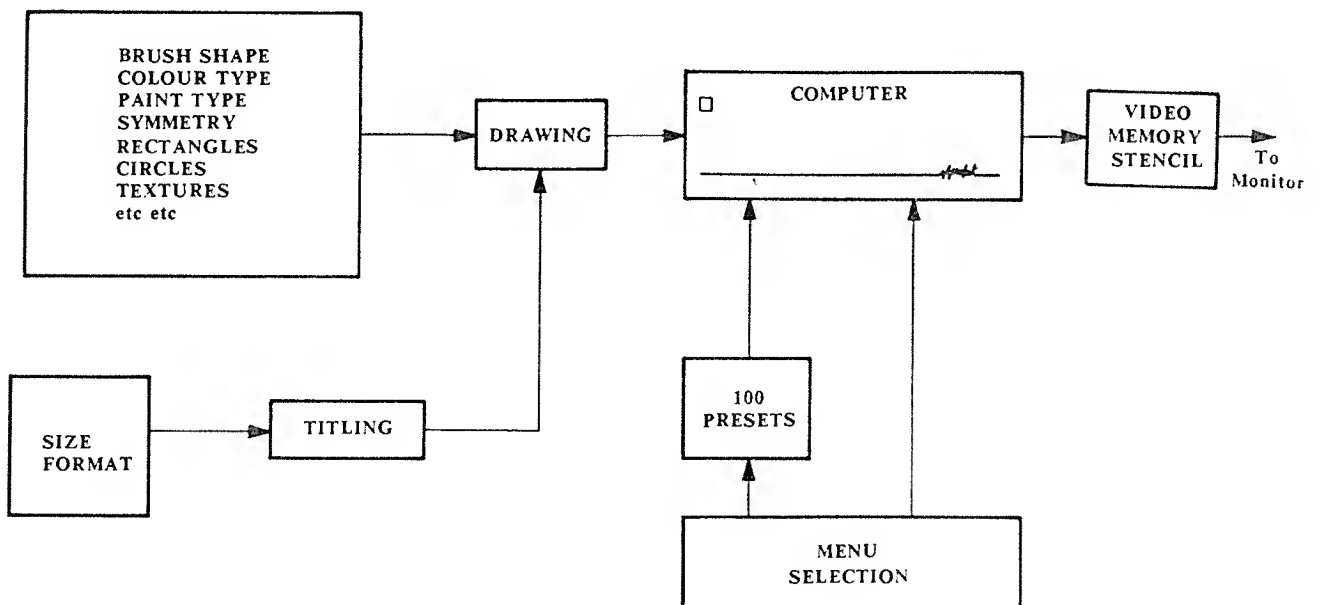 BRUSH SHAPE
COLOUR TYPE
PAINT TYPE
SYMMETRY
RECTANGLES
CIRCLES
TEXTURES
etc etc
DRAWING
COMPUTER
VIDEO
MEMORY
STENCIL
To
Monitor
SIZE
FORMAT
TITLING
100
PRESETS
MENU
SELECTION